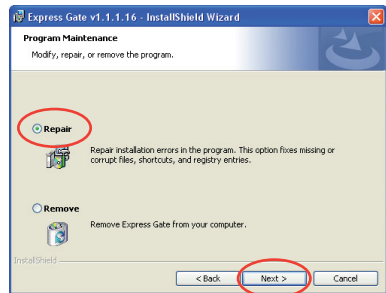 Express Gate v1.1.1.16 - InstallShield Wizard
Program Maintenance
Modify, repair, or remove the program.
Repair
Repair installation errors in the program. This option fixes missing or
corrupt files, shortcuts, and registry entries.
Remove
Remove Express Gate from your computer.
InstallShield
< Back
Next >
Cancel